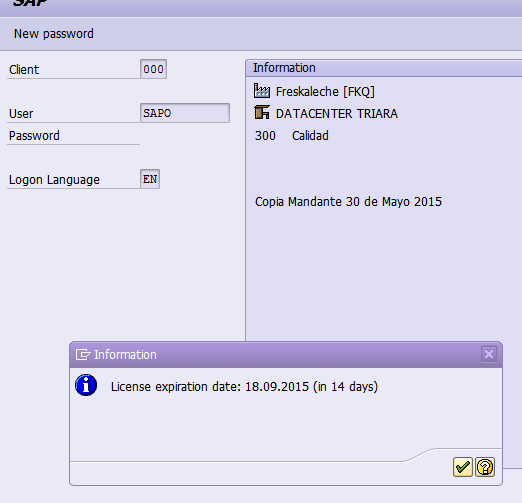 SAP
New password
Client 000
User SAPO
Password
Logon Language EN
Information
Freskaleche [FKQ]
DATACENTER TRIARA
300 Calidad
Copia Mandante 30 de Mayo 2015
Information
License expiration date: 18.09.2015 (in 14 days)